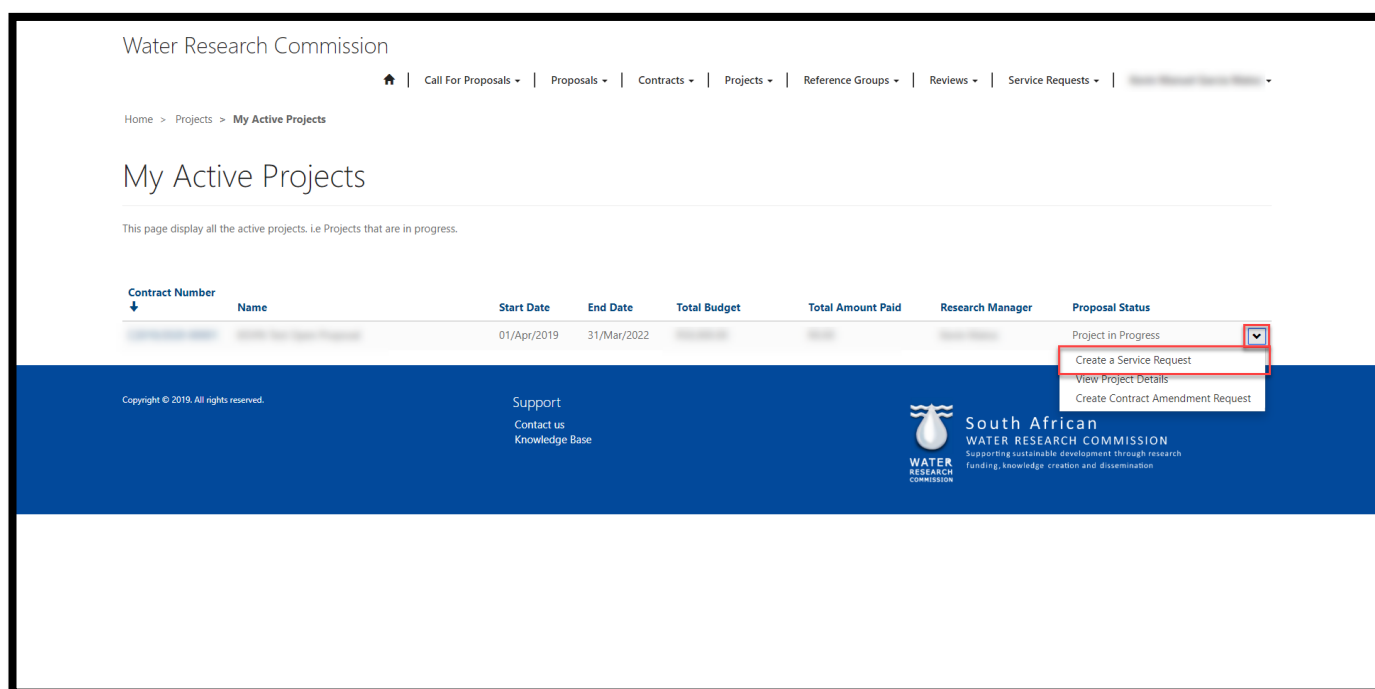 Water Research Commission
Call For Proposals | Proposals | Contracts | Projects | Reference Groups | Reviews | Service Requests |
Home > Projects > My Active Projects
My Active Projects
This page display all the active projects. i.e Projects that are in progress.
Contract Number Name Start Date End Date Total Budget Total Amount Paid Research Manager Proposal Status
01/Apr/2019 31/Mar/2022 Project in Progress
Create a Service Request
View Project Details
Create Contract Amendment Request
Copyright © 2019. All rights reserved.
Support
Contact us
Knowledge Base
WATER
RESEARCH
COMMISSION
South African
WATER RESEARCH COMMISSION
Supporting sustainable development through research
funding, knowledge creation and dissemination